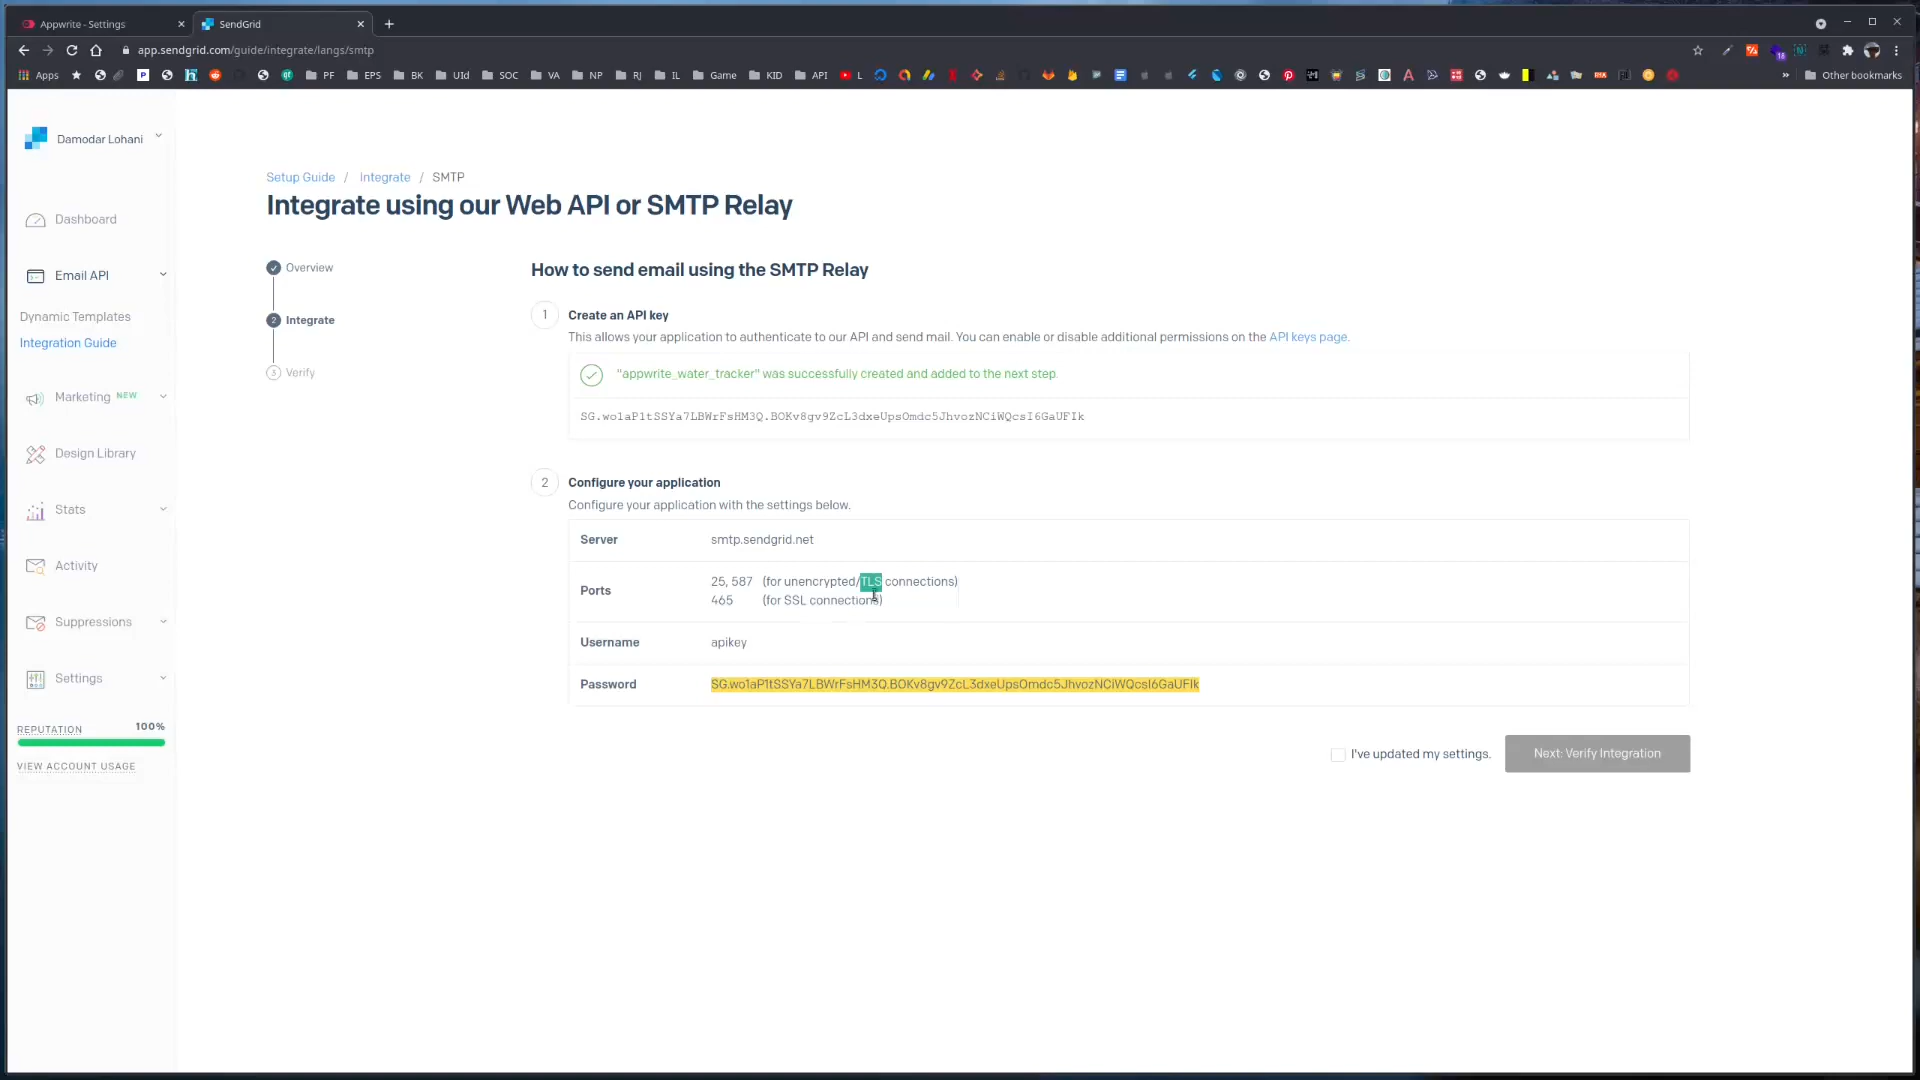 Appwrite - Settings
SendGrid
app.sendgrid.com/guide/integrate/langs/smtp
Apps
PF
EPS
BK
UId
SOC
VA
NP
RJ
IL
Game
KID
API
L
Other bookmarks
Damodar Lohani
Dashboard
Email API
Dynamic Templates
Integration Guide
Marketing NEW
Design Library
Stats
Activity
Suppressions
Settings
REPUTATION 100%
VIEW ACCOUNT USAGE
Setup Guide / Integrate / SMTP
Integrate using our Web API or SMTP Relay
Overview
2 Integrate
3 Verify
How to send email using the SMTP Relay
1 Create an API key
This allows your application to authenticate to our API and send mail. You can enable or disable additional permissions on the API keys page.
"appwrite_water_tracker" was successfully created and added to the next step.
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
2 Configure your application
Configure your application with the settings below.
Server smtp.sendgrid.net
Ports
25, 587 (for unencrypted/TLS connections)
465 (for SSL connections)
Username apikey
Password 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
I've updated my settings.
Next: Verify Integration